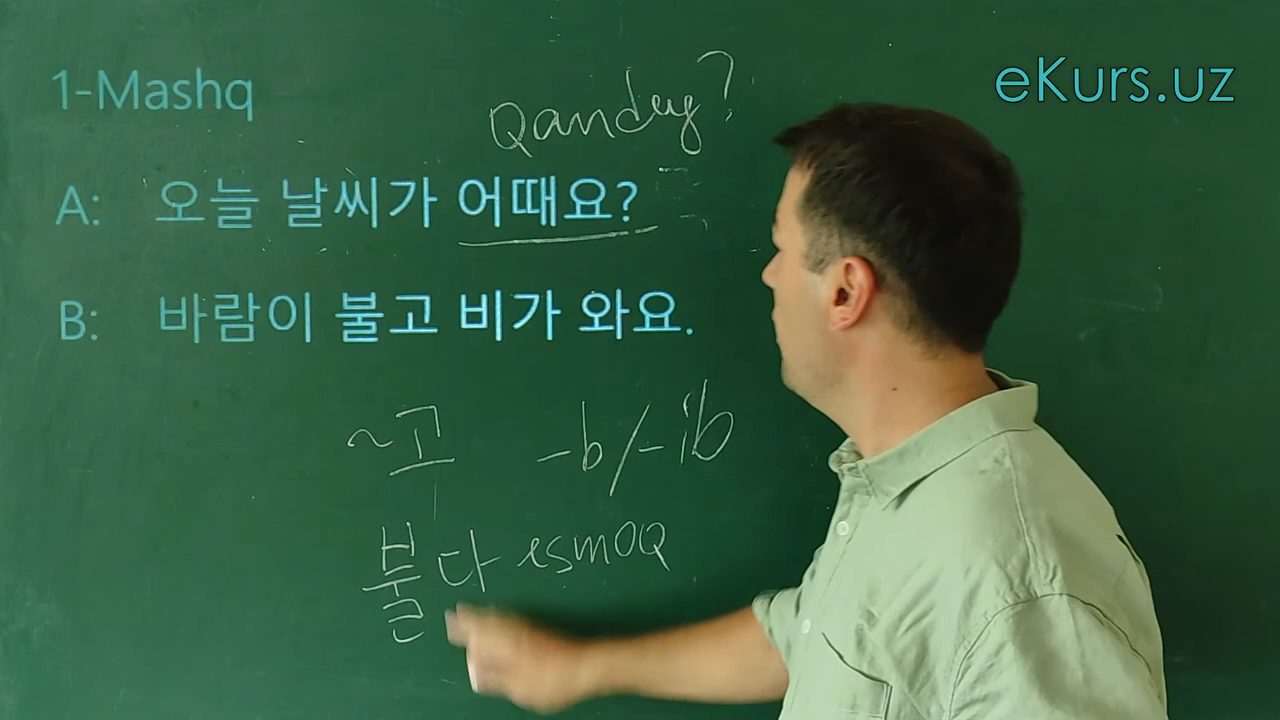 1-Mashq
eKurs.uz
Qanday?
A: 오늘 날씨가 어때요?
B: 바람이 불고 비가 와요.
~고 -b/-ib
불다 esmoq